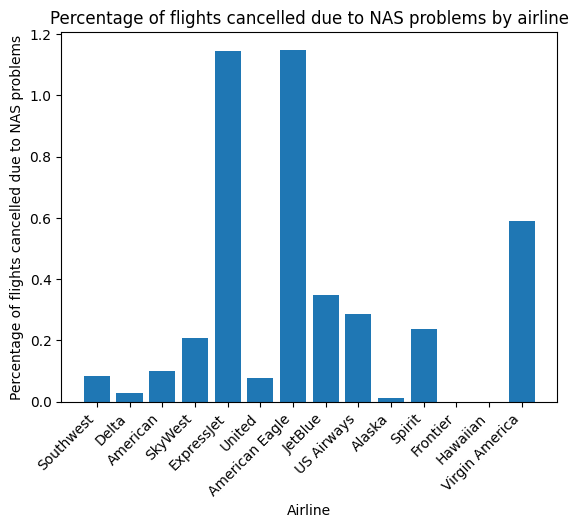 Percentage of flights cancelled due to NAS problems by airline
Percentage of flights cancelled due to NAS problems
1.2
1.0
0.8
0.6
0.4
0.2
0.0
Southwest
Delta
American
SkyWest
ExpressJet
United
American Eagle
JetBlue
US Airways
Alaska
Spirit
Frontier
Hawaiian
Virgin America
Airline